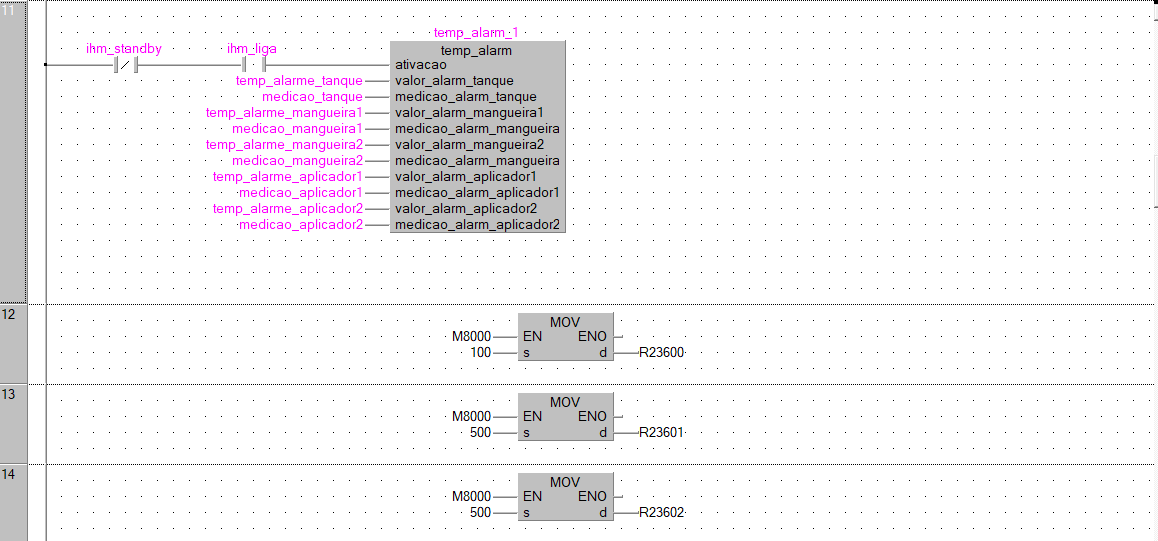 11
temp_alarm_1
ihm_standby ihm_liga temp_alarm
ativacao
temp_alarme_tanque valor_alarm_tanque
medicao_tanque medicao_alarm_tanque
temp_alarme_mangueira1 valor_alarm_mangueira1
medicao_mangueira1 medicao_alarm_mangueira
temp_alarme_mangueira2 valor_alarm_mangueira2
medicao_mangueira2 medicao_alarm_mangueira
temp_alarme_aplicador1 valor_alarm_aplicador1
medicao_aplicador1 medicao_alarm_aplicador1
temp_alarme_aplicador2 valor_alarm_aplicador2
medicao_aplicador2 medicao_alarm_aplicador2
12
MOV
M8000 EN ENO
100 s d R23600
13
MOV
M8000 EN ENO
500 s d R23601
14
MOV
M8000 EN ENO
500 s d R23602